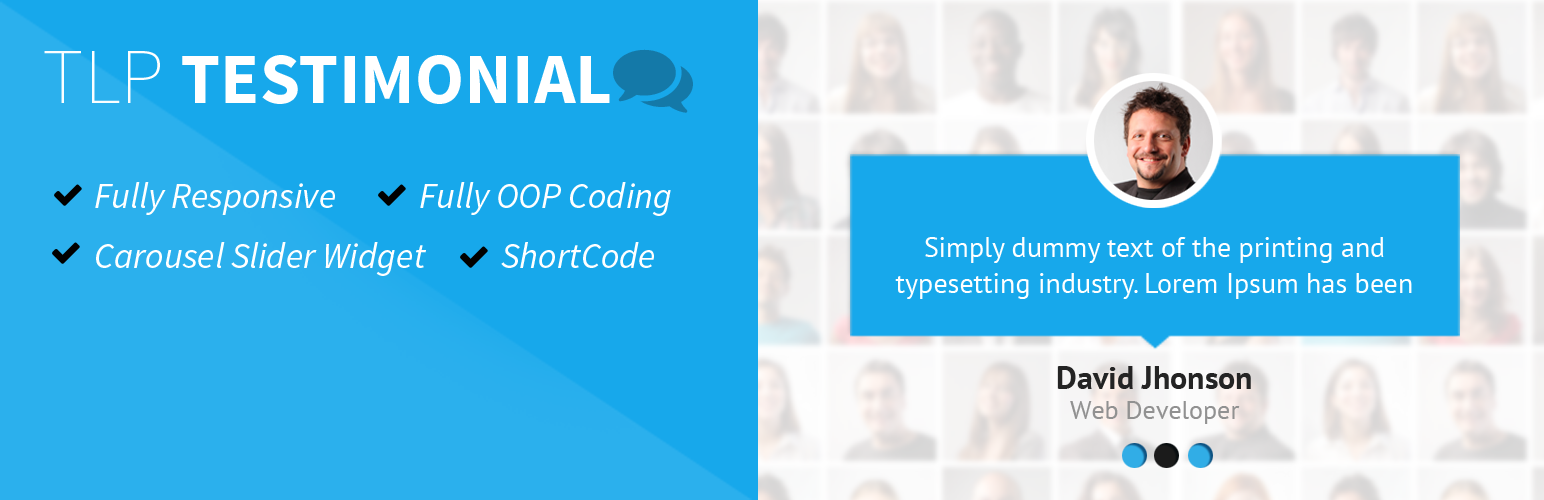 TLP TESTIMONIAL
Fully Responsive
Fully OOP Coding
Carousel Slider Widget
ShortCode
Simply dummy text of the printing and
typesetting industry. Lorem Ipsum has been
David Jhonson
Web Developer